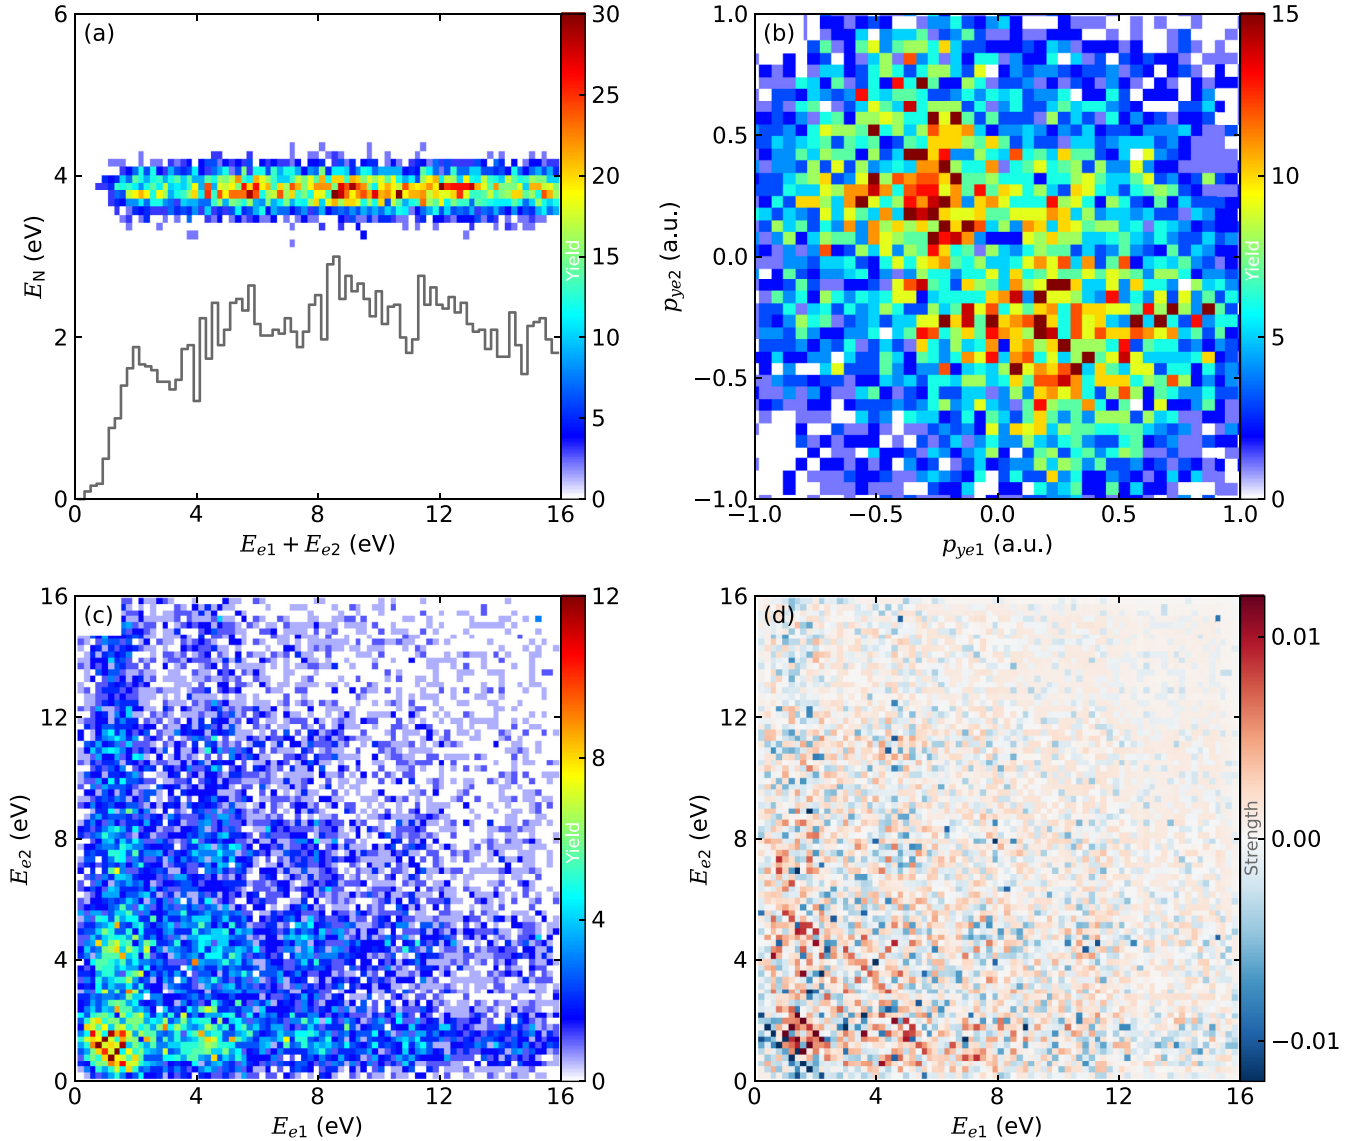 (a)
6
4
2
0
E_N (eV)
0 4 8 12 16
E_e1 + E_e2 (eV)
30
25
20
15
10
5
0
Yield
(b)
1.0
0.5
0.0
−0.5
−1.0
p_ye2 (a.u.)
−1.0 −0.5 0.0 0.5 1.0
p_ye1 (a.u.)
15
10
5
0
Yield
(c)
16
12
8
4
0
E_e2 (eV)
0 4 8 12 16
E_e1 (eV)
12
8
4
0
Yield
(d)
16
12
8
4
0
E_e2 (eV)
0 4 8 12 16
E_e1 (eV)
0.01
0.00
−0.01
Strength